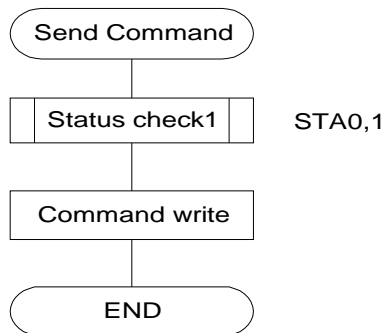 Send Command
Status check1
STA0,1
Command write
END